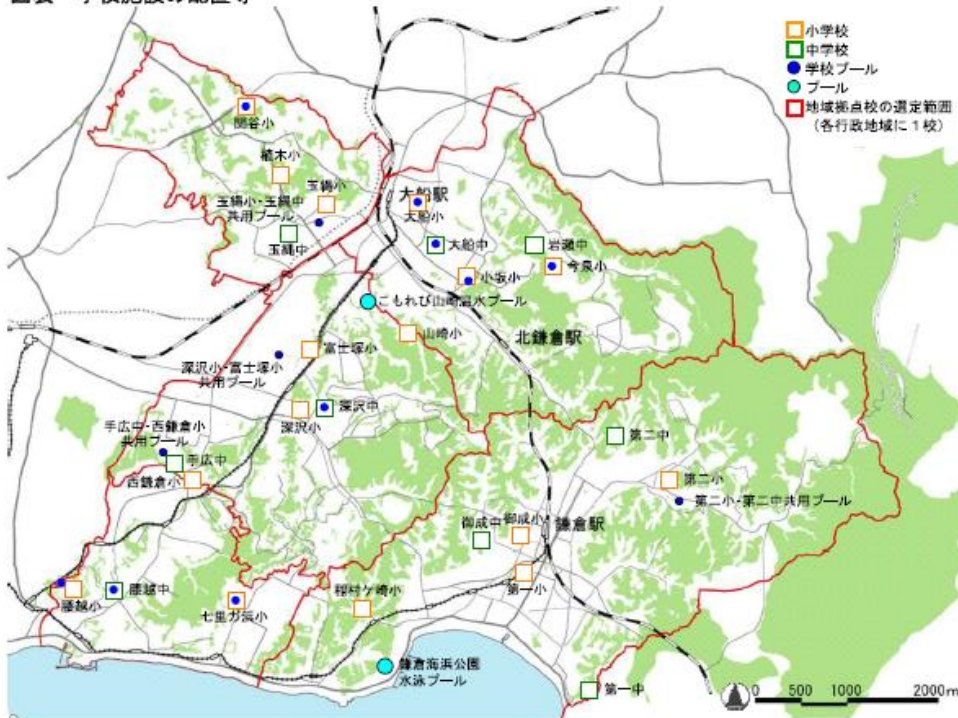 小学校
中学校
学校プール
プール
地域拠点校の選定範囲
(各行政地域に1校)
関谷小
植木小
玉縄小
玉縄小・玉縄中
共用プール
玉縄中
大船駅
大船小
大船中
岩瀬中
今泉小
小坂小
こもれび山崎温水プール
山崎小
北鎌倉駅
富士塚小
深沢小・富士塚小
共用プール
深沢中
深沢小
手広中・西鎌倉小
共用プール
手広中
西鎌倉小
第二中
第二小
第二小・第二中共用プール
御成中
御成小
鎌倉駅
第一小
稲村ケ崎小
腰越小
腰越中
七里ガ浜小
鎌倉海浜公園
水泳プール
第一中
0 500 1000 2000m